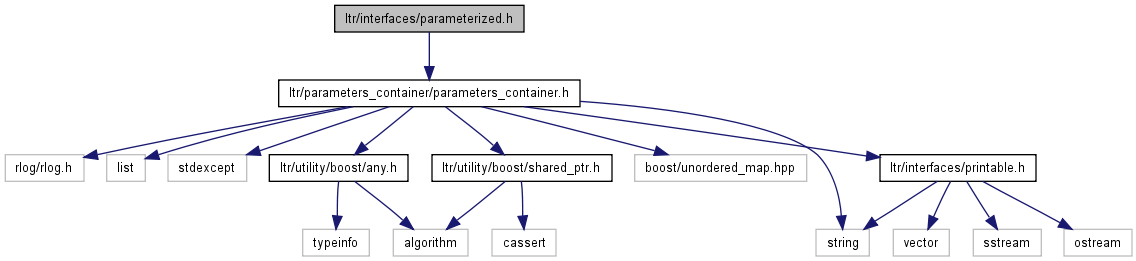 ltr/interfaces/parameterized.h
ltr/parameters_container/parameters_container.h
rlog/rlog.h
list
stdexcept
ltr/utility/boost/any.h
ltr/utility/boost/shared_ptr.h
boost/unordered_map.hpp
ltr/interfaces/printable.h
typeinfo
algorithm
cassert
string
vector
sstream
ostream